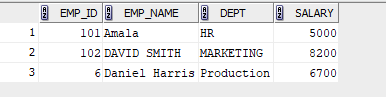 EMP_ID EMP_NAME DEPT SALARY
1 101 Amala HR 5000
2 102 DAVID SMITH MARKETING 8200
3 6 Daniel Harris Production 6700